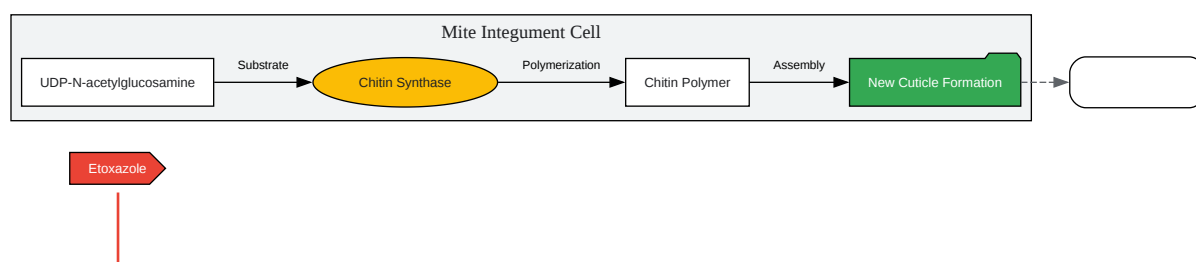 Mite Integument Cell
UDP-N-acetylglucosamine
Substrate
Chitin Synthase
Polymerization
Chitin Polymer
Assembly
New Cuticle Formation
Etoxazole